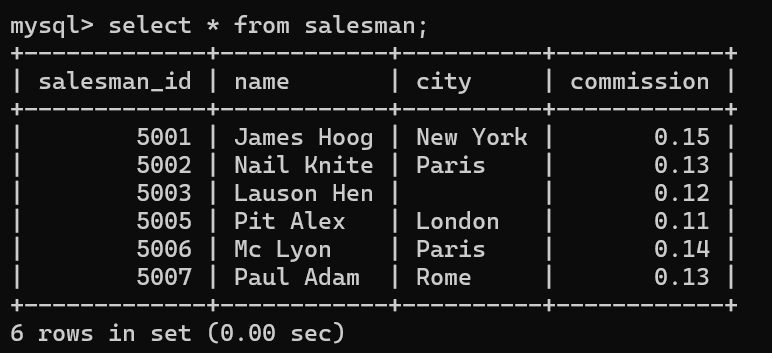 mysql> select * from salesman;
+-------------+------------+----------+------------+
| salesman_id | name       | city     | commission |
+-------------+------------+----------+------------+
|        5001 | James Hoog | New York |       0.15 |
|        5002 | Nail Knite | Paris    |       0.13 |
|        5003 | Lauson Hen |          |       0.12 |
|        5005 | Pit Alex   | London   |       0.11 |
|        5006 | Mc Lyon    | Paris    |       0.14 |
|        5007 | Paul Adam  | Rome     |       0.13 |
+-------------+------------+----------+------------+
6 rows in set (0.00 sec)